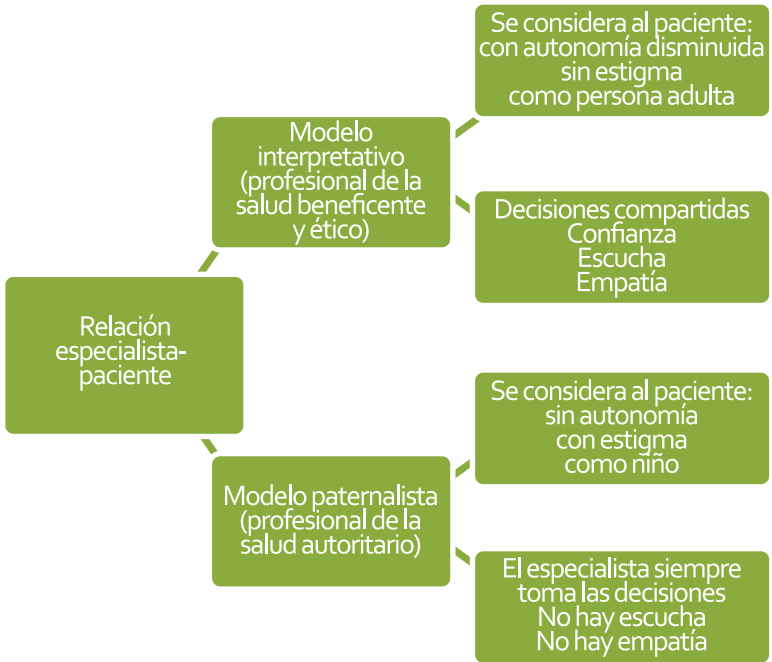 Relación
especialista-
paciente
Modelo
interpretativo
(profesional de la
salud beneficente
y ético)
Se considera al paciente:
con autonomía disminuida
sin estigma
como persona adulta
Decisiones compartidas
Confianza
Escucha
Empatía
Modelo paternalista
(profesional de la
salud autoritario)
Se considera al paciente:
sin autonomía
con estigma
como niño
El especialista siempre
toma las decisiones
No hay escucha
No hay empatía